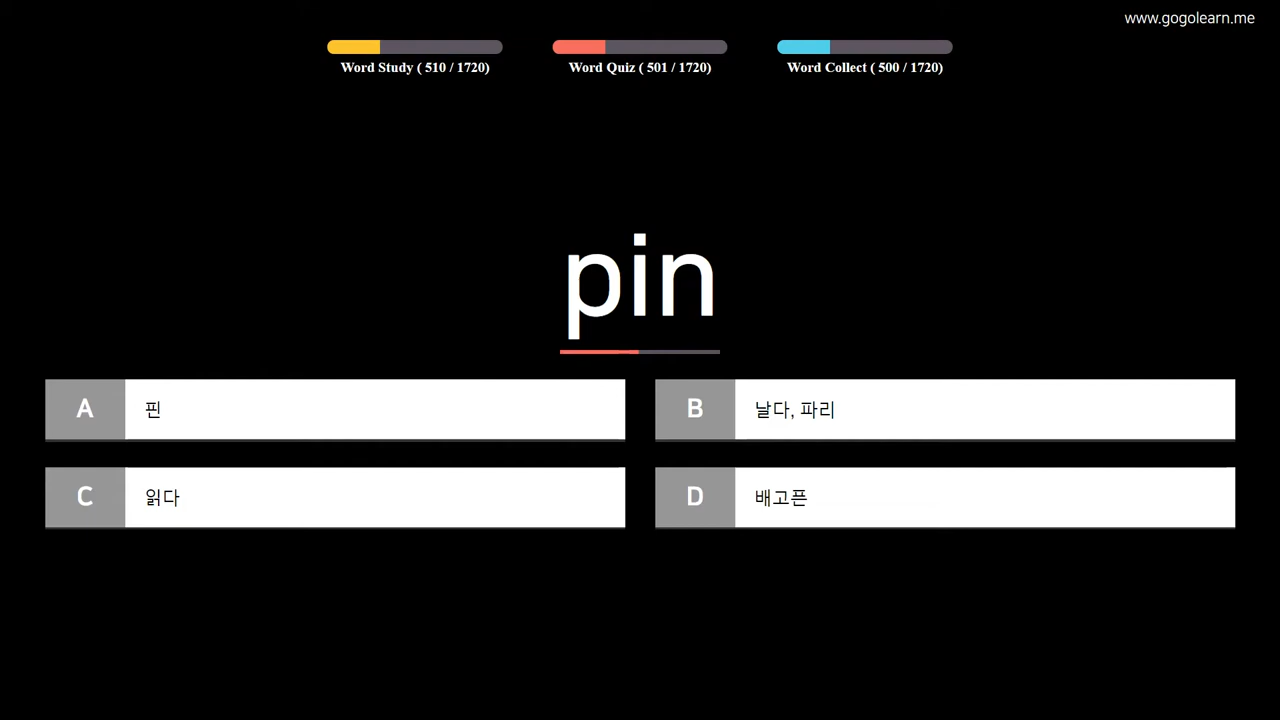 www.gogolearn.me
Word Study ( 510 / 1720)
Word Quiz ( 501 / 1720)
Word Collect ( 500 / 1720)
pin
A 핀
B 날다, 파리
C 읽다
D 배고픈